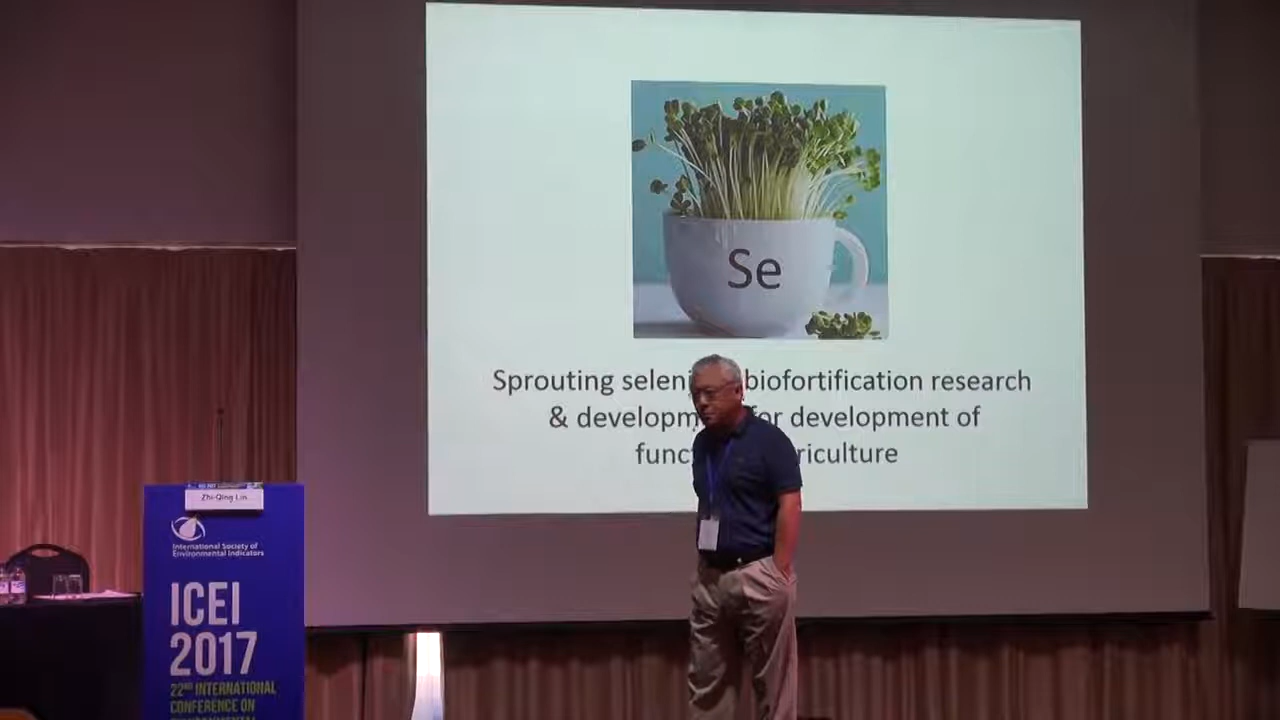 Se
Sprouting seleni biofortification research
& developm for development of
func riculture
Zhi-Qing Lin
International Society of
Environmental Indicators
ICEI
2017
22ND INTERNATIONAL
CONFERENCE ON
ENVIRONMENTAL